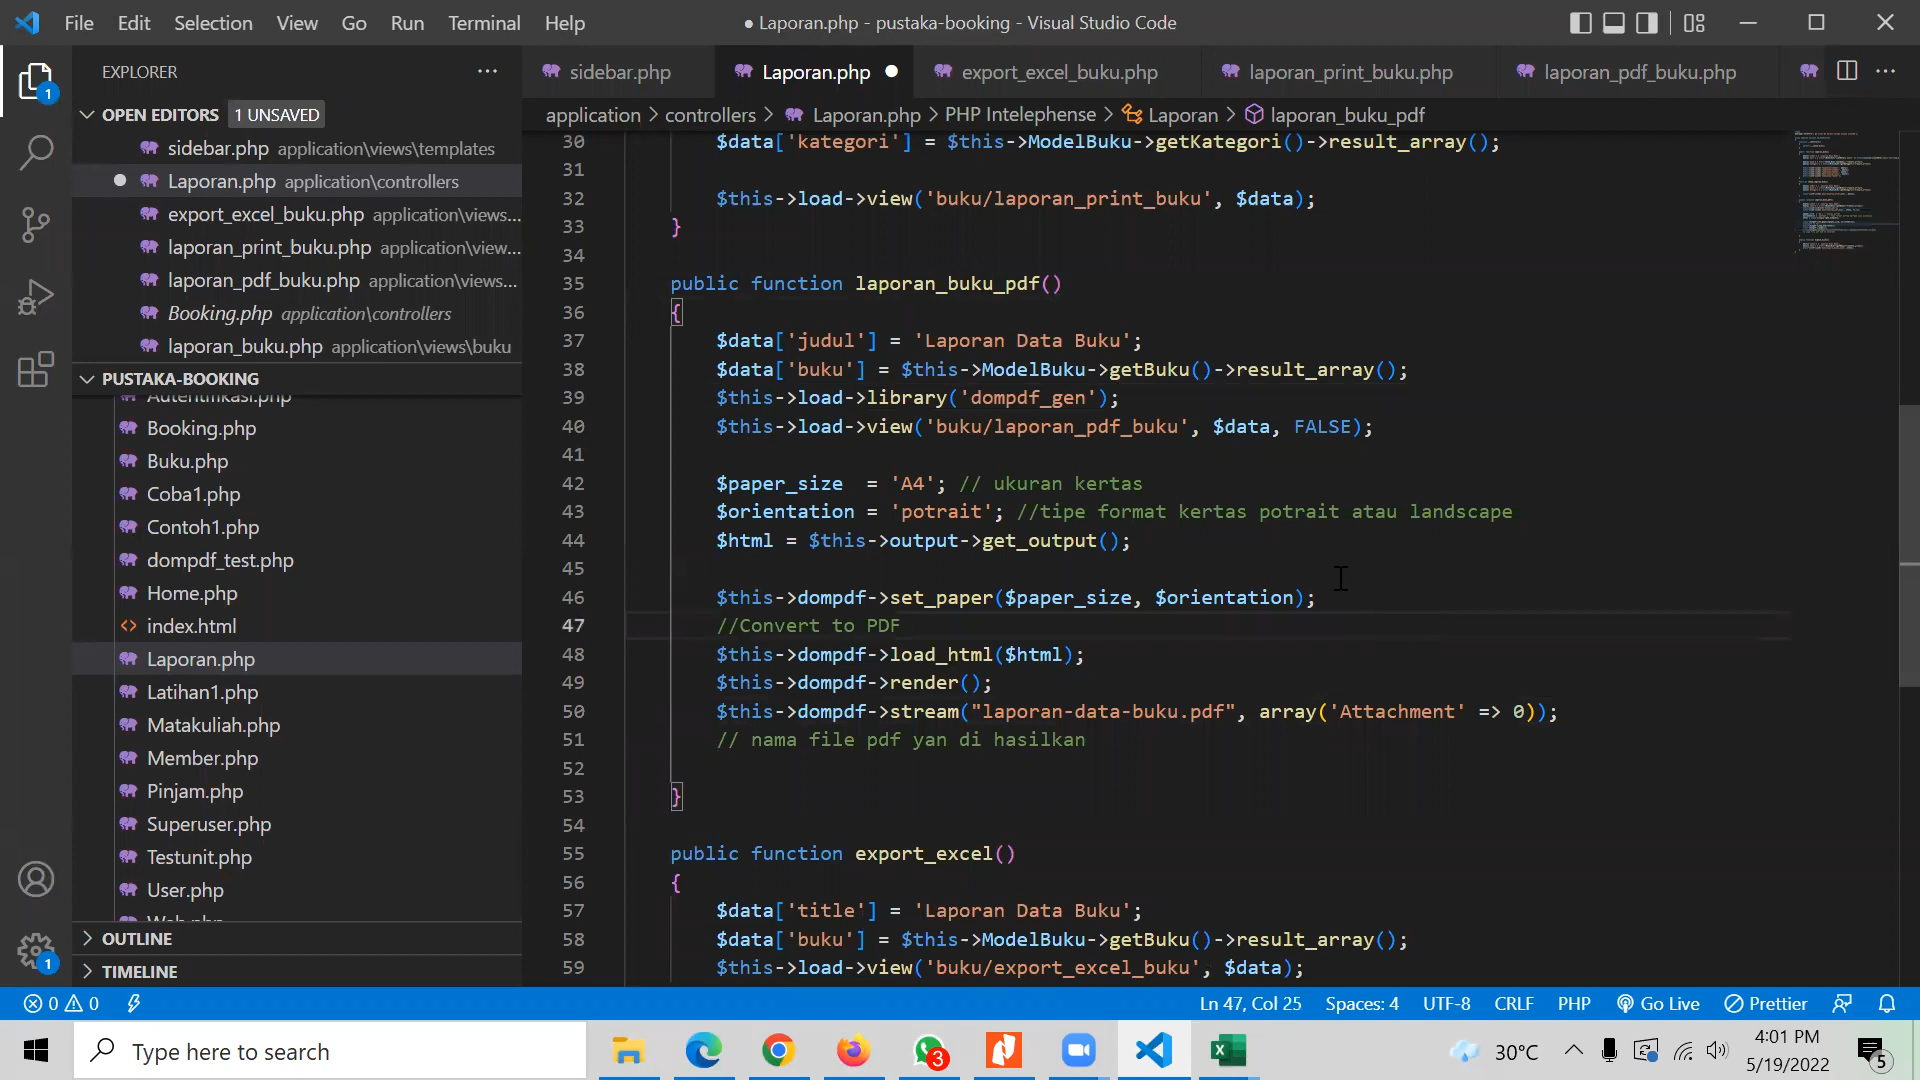 File Edit Selection View Go Run Terminal Help
● Laporan.php - pustaka-booking - Visual Studio Code
EXPLORER
sidebar.php
Laporan.php
export_excel_buku.php
laporan_print_buku.php
laporan_pdf_buku.php
OPEN EDITORS 1 UNSAVED
application > controllers > Laporan.php > PHP Intelephense > Laporan > laporan_buku_pdf
1
sidebar.php application\views\templates
Laporan.php application\controllers
export_excel_buku.php application\views...
laporan_print_buku.php application\view...
laporan_pdf_buku.php application\views...
Booking.php application\controllers
laporan_buku.php application\views\buku
PUSTAKA-BOOKING
Autentifikasi.php
Booking.php
Buku.php
Coba1.php
Contoh1.php
dompdf_test.php
Home.php
index.html
Laporan.php
Latihan1.php
Matakuliah.php
Member.php
Pinjam.php
Superuser.php
Testunit.php
User.php
OUTLINE
TIMELINE
1
30 $data['kategori'] = $this->ModelBuku->getKategori()->result_array();
31
32 $this->load->view('buku/laporan_print_buku', $data);
33 }
34
35 public function laporan_buku_pdf()
36 {
37 $data['judul'] = 'Laporan Data Buku';
38 $data['buku'] = $this->ModelBuku->getBuku()->result_array();
39 $this->load->library('dompdf_gen');
40 $this->load->view('buku/laporan_pdf_buku', $data, FALSE);
41
42 $paper_size  = 'A4'; // ukuran kertas
43 $orientation = 'potrait'; //tipe format kertas potrait atau landscape
44 $html = $this->output->get_output();
45
46 $this->dompdf->set_paper($paper_size, $orientation);
47 //Convert to PDF
48 $this->dompdf->load_html($html);
49 $this->dompdf->render();
50 $this->dompdf->stream("laporan-data-buku.pdf", array('Attachment' => 0));
51 // nama file pdf yan di hasilkan
52
53 }
54
55 public function export_excel()
56 {
57 $data['title'] = 'Laporan Data Buku';
58 $data['buku'] = $this->ModelBuku->getBuku()->result_array();
59 $this->load->view('buku/export_excel_buku', $data);
0 0 Ln 47, Col 25 Spaces: 4 UTF-8 CRLF PHP Go Live Prettier
Type here to search
3
30°C
4:01 PM
5/19/2022
5